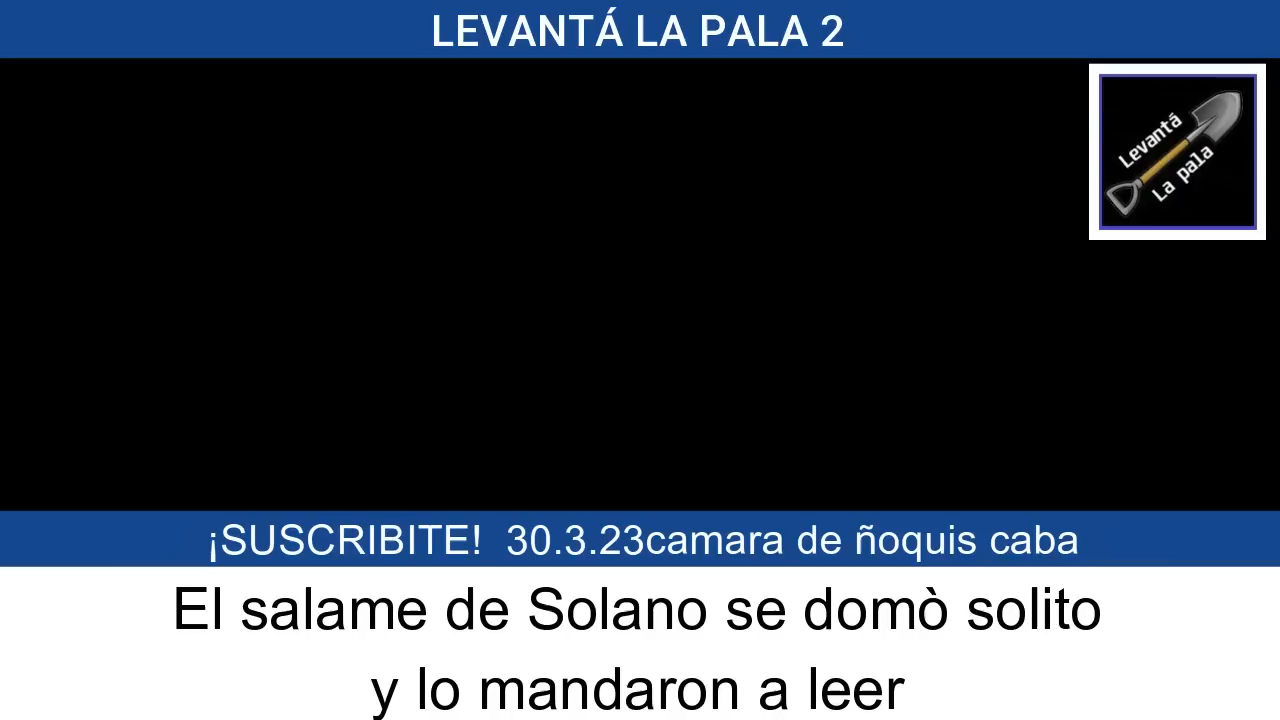 LEVANTÁ LA PALA 2
Levantá
La pala
¡SUSCRIBITE!  30.3.23camara de ñoquis caba
El salame de Solano se domò solito
y lo mandaron a leer